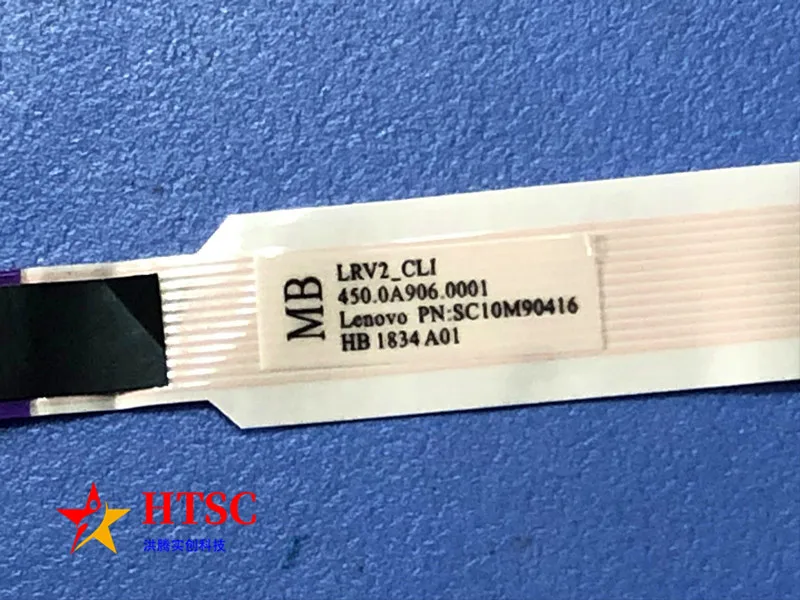 MB
LRV2_CLI
450.0A906.0001
Lenovo PN:SC10M90416
HB 1834 A01
HTSC
洪腾实创科技